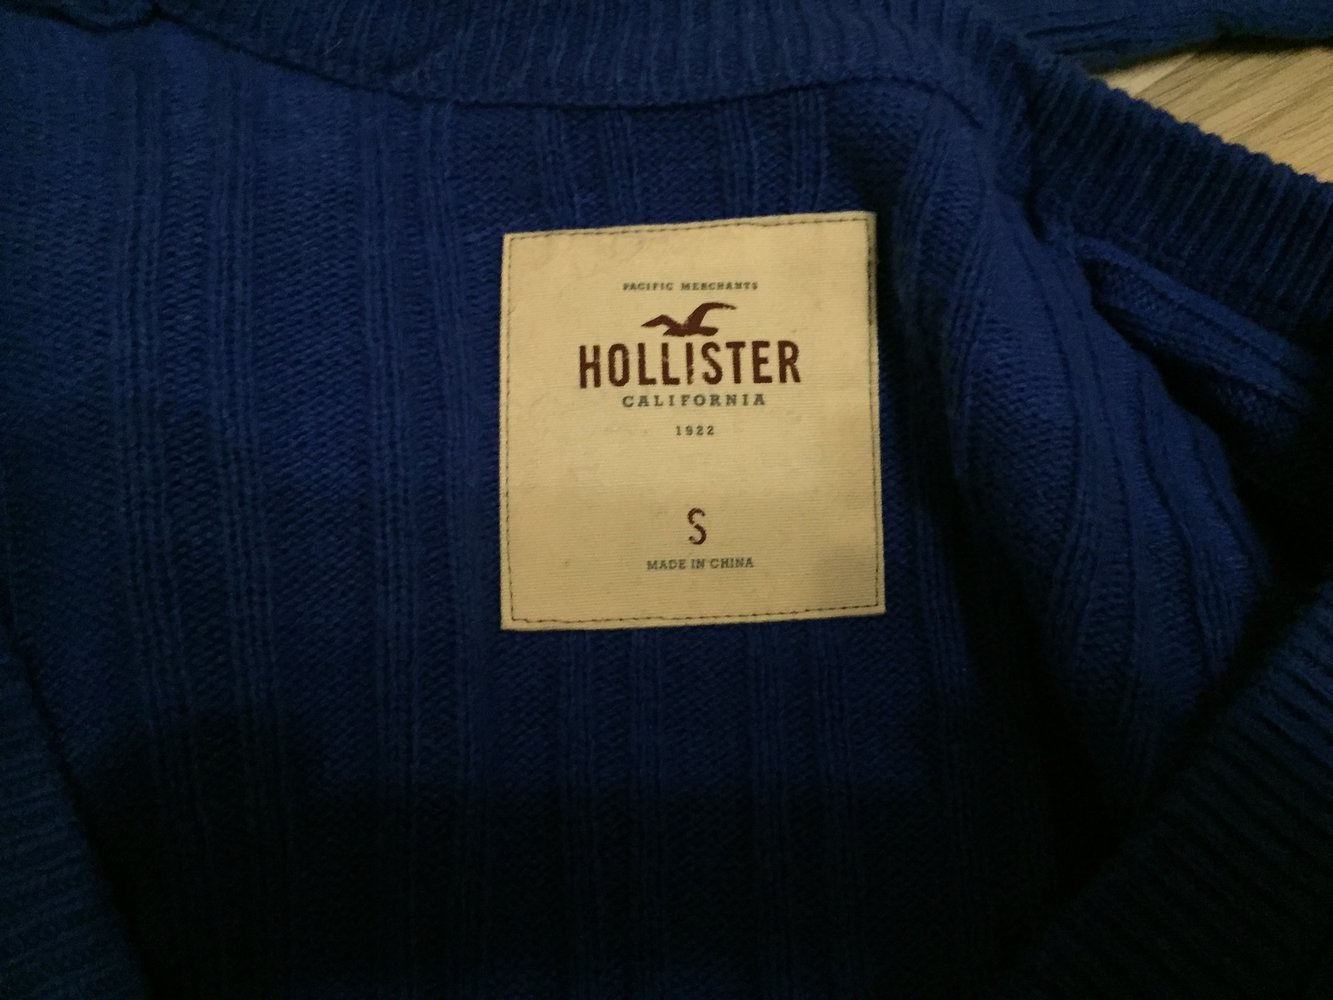 PACIFIC MERCHANTS
HOLLISTER
CALIFORNIA
1922
S
MADE IN CHINA